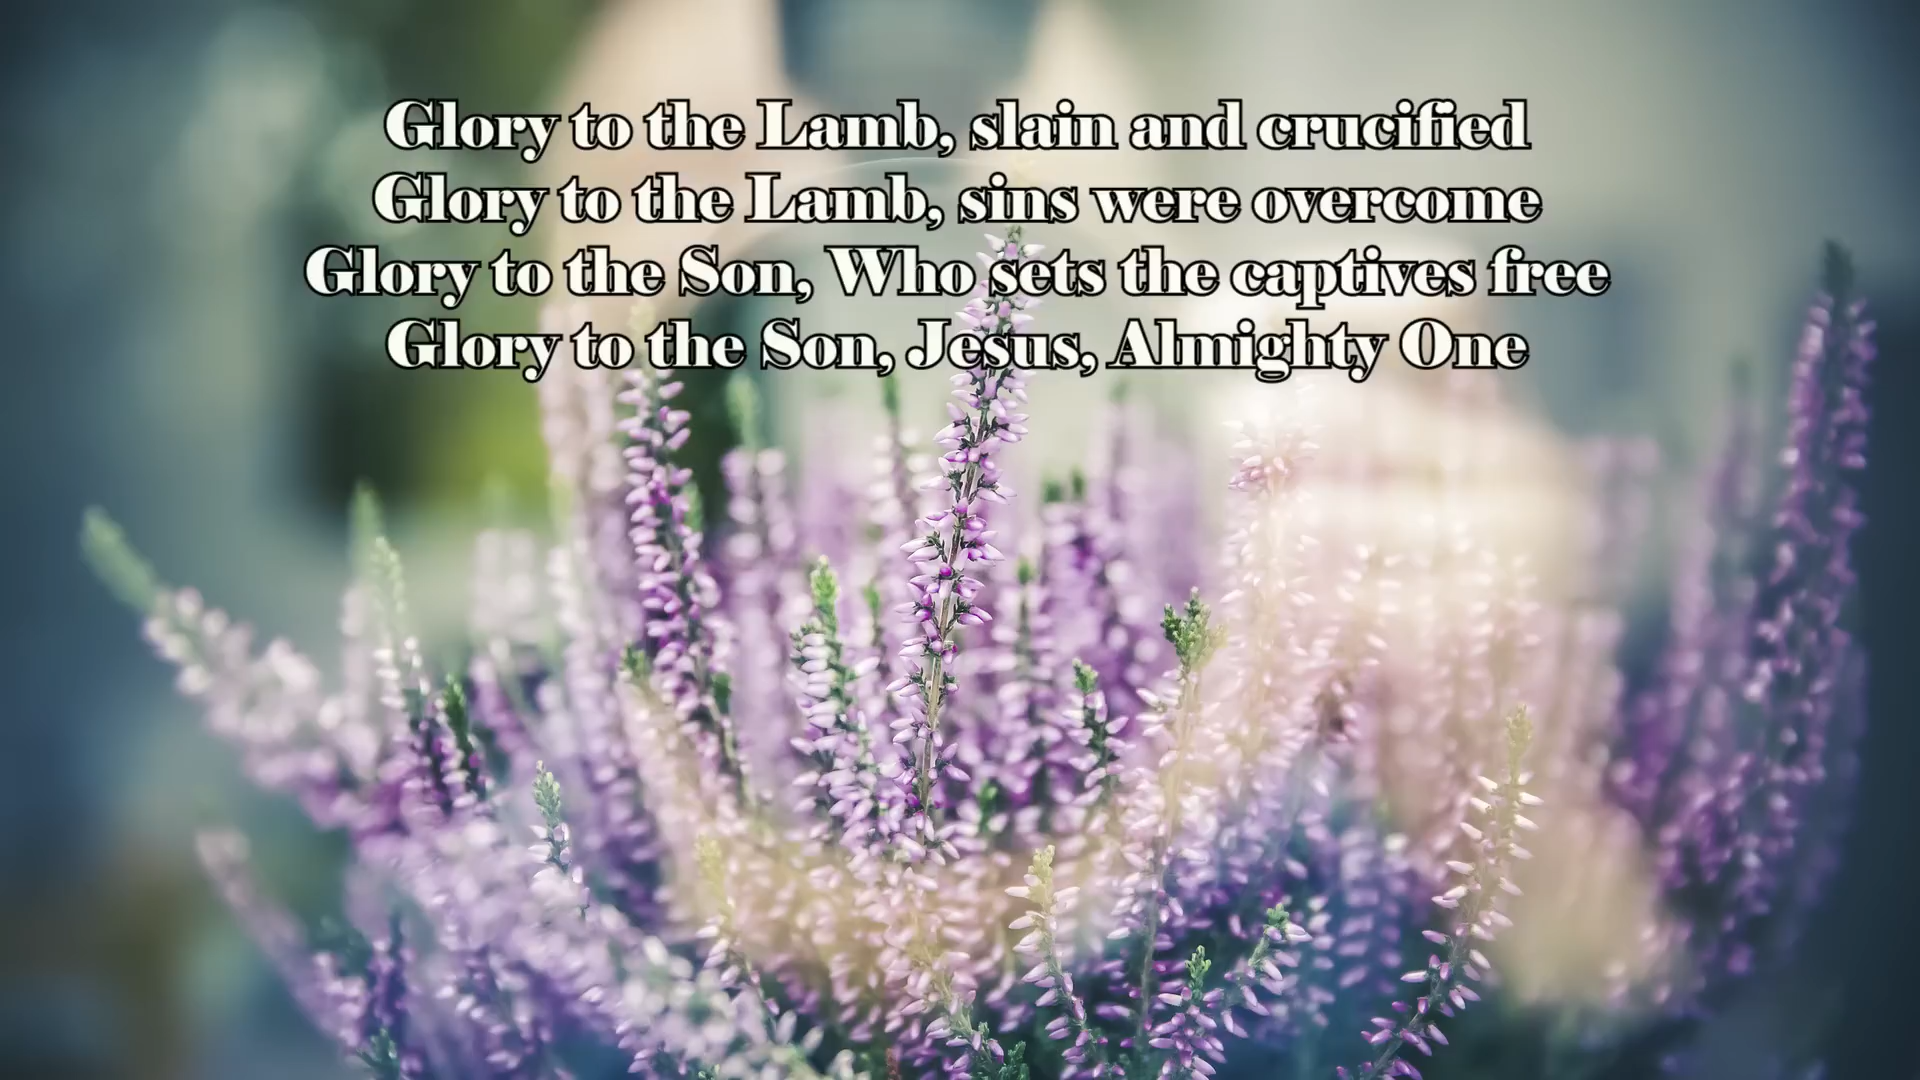 Glory to the Lamb, slain and crucified
Glory to the Lamb, sins were overcome
Glory to the Son, Who sets the captives free
Glory to the Son, Jesus, Almighty One